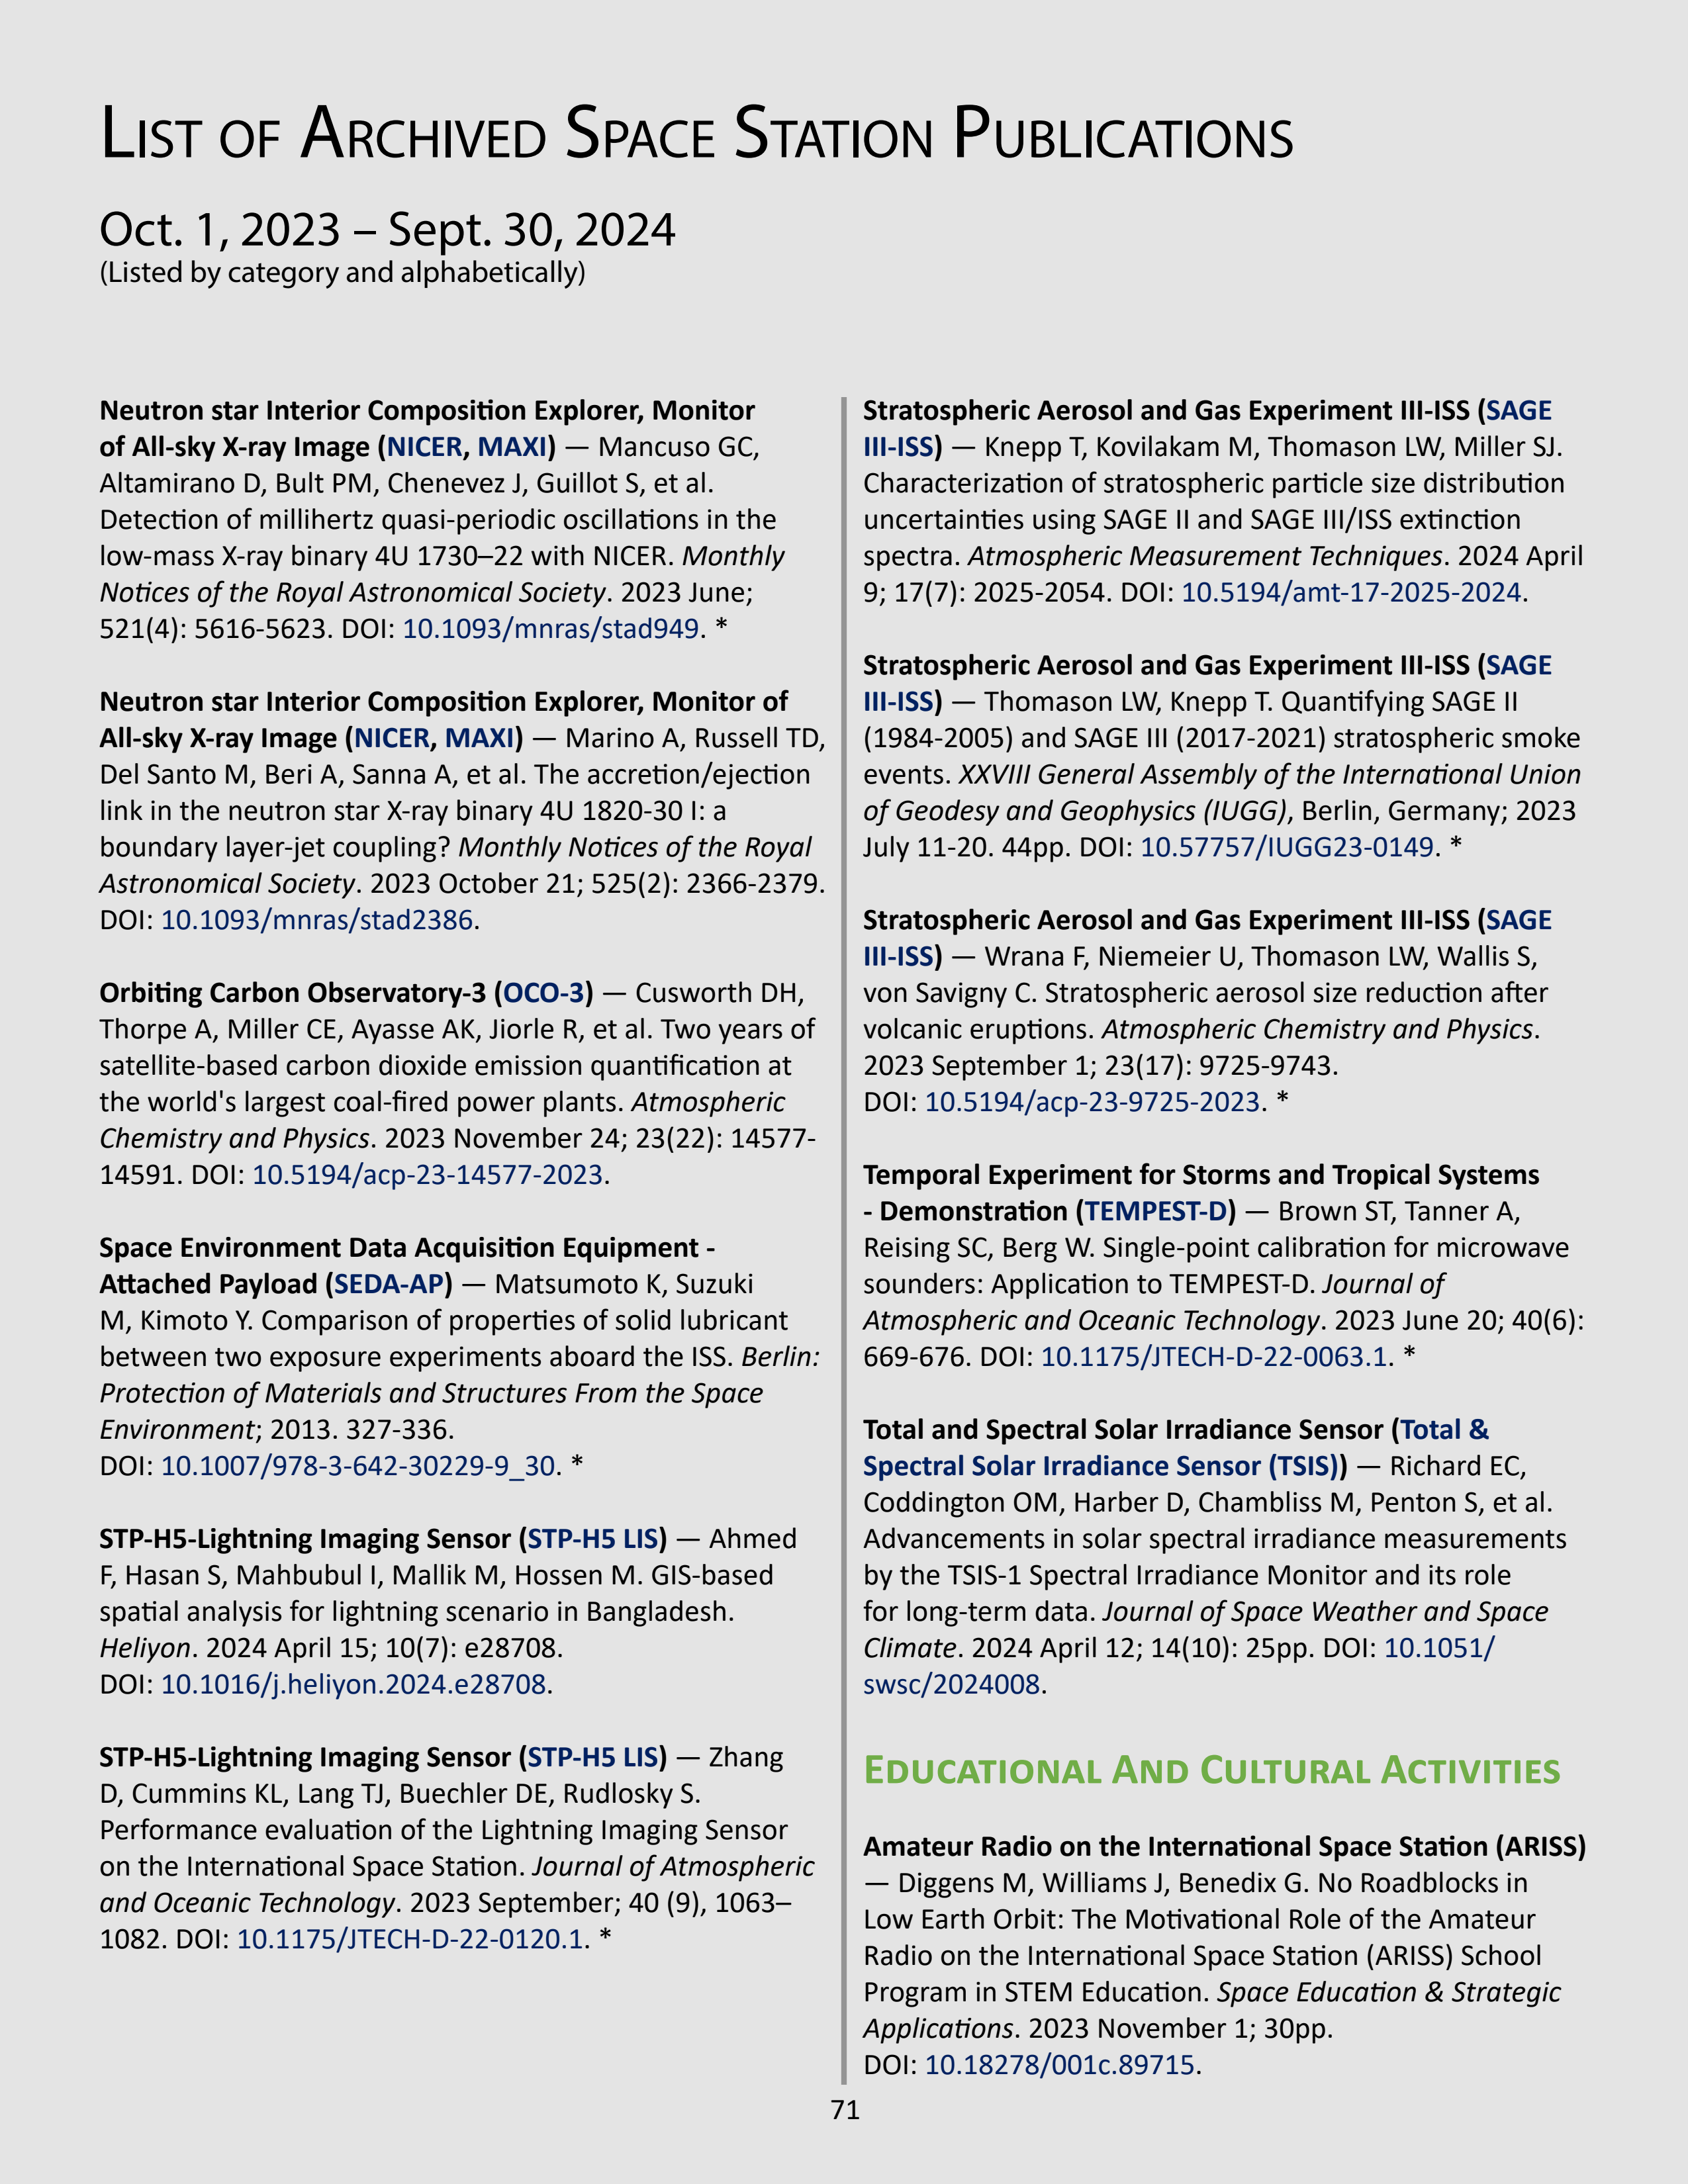 List of Archived Space Station Publications
Oct. 1, 2023 – Sept. 30, 2024
(Listed by category and alphabetically)
Neutron star Interior Composition Explorer, Monitor
of All-sky X-ray Image (NICER, MAXI) — Mancuso GC,
Altamirano D, Bult PM, Chenevez J, Guillot S, et al.
Detection of millihertz quasi-periodic oscillations in the
low-mass X-ray binary 4U 1730–22 with NICER. Monthly
Notices of the Royal Astronomical Society. 2023 June;
521(4): 5616-5623. DOI: 10.1093/mnras/stad949. *
Neutron star Interior Composition Explorer, Monitor of
All-sky X-ray Image (NICER, MAXI) — Marino A, Russell TD,
Del Santo M, Beri A, Sanna A, et al. The accretion/ejection
link in the neutron star X-ray binary 4U 1820-30 I: a
boundary layer-jet coupling? Monthly Notices of the Royal
Astronomical Society. 2023 October 21; 525(2): 2366-2379.
DOI: 10.1093/mnras/stad2386.
Orbiting Carbon Observatory-3 (OCO-3) — Cusworth DH,
Thorpe A, Miller CE, Ayasse AK, Jiorle R, et al. Two years of
satellite-based carbon dioxide emission quantification at
the world's largest coal-fired power plants. Atmospheric
Chemistry and Physics. 2023 November 24; 23(22): 14577-
14591. DOI: 10.5194/acp-23-14577-2023.
Space Environment Data Acquisition Equipment -
Attached Payload (SEDA-AP) — Matsumoto K, Suzuki
M, Kimoto Y. Comparison of properties of solid lubricant
between two exposure experiments aboard the ISS. Berlin:
Protection of Materials and Structures From the Space
Environment; 2013. 327-336.
DOI: 10.1007/978-3-642-30229-9_30. *
STP-H5-Lightning Imaging Sensor (STP-H5 LIS) — Ahmed
F, Hasan S, Mahbubul I, Mallik M, Hossen M. GIS-based
spatial analysis for lightning scenario in Bangladesh.
Heliyon. 2024 April 15; 10(7): e28708.
DOI: 10.1016/j.heliyon.2024.e28708.
STP-H5-Lightning Imaging Sensor (STP-H5 LIS) — Zhang
D, Cummins KL, Lang TJ, Buechler DE, Rudlosky S.
Performance evaluation of the Lightning Imaging Sensor
on the International Space Station. Journal of Atmospheric
and Oceanic Technology. 2023 September; 40 (9), 1063–
1082. DOI: 10.1175/JTECH-D-22-0120.1. *
Stratospheric Aerosol and Gas Experiment III-ISS (SAGE
III-ISS) — Knepp T, Kovilakam M, Thomason LW, Miller SJ.
Characterization of stratospheric particle size distribution
uncertainties using SAGE II and SAGE III/ISS extinction
spectra. Atmospheric Measurement Techniques. 2024 April
9; 17(7): 2025-2054. DOI: 10.5194/amt-17-2025-2024.
Stratospheric Aerosol and Gas Experiment III-ISS (SAGE
III-ISS) — Thomason LW, Knepp T. Quantifying SAGE II
(1984-2005) and SAGE III (2017-2021) stratospheric smoke
events. XXVIII General Assembly of the International Union
of Geodesy and Geophysics (IUGG), Berlin, Germany; 2023
July 11-20. 44pp. DOI: 10.57757/IUGG23-0149. *
Stratospheric Aerosol and Gas Experiment III-ISS (SAGE
III-ISS) — Wrana F, Niemeier U, Thomason LW, Wallis S,
von Savigny C. Stratospheric aerosol size reduction after
volcanic eruptions. Atmospheric Chemistry and Physics.
2023 September 1; 23(17): 9725-9743.
DOI: 10.5194/acp-23-9725-2023. *
Temporal Experiment for Storms and Tropical Systems
- Demonstration (TEMPEST-D) — Brown ST, Tanner A,
Reising SC, Berg W. Single-point calibration for microwave
sounders: Application to TEMPEST-D. Journal of
Atmospheric and Oceanic Technology. 2023 June 20; 40(6):
669-676. DOI: 10.1175/JTECH-D-22-0063.1. *
Total and Spectral Solar Irradiance Sensor (Total &
Spectral Solar Irradiance Sensor (TSIS)) — Richard EC,
Coddington OM, Harber D, Chambliss M, Penton S, et al.
Advancements in solar spectral irradiance measurements
by the TSIS-1 Spectral Irradiance Monitor and its role
for long-term data. Journal of Space Weather and Space
Climate. 2024 April 12; 14(10): 25pp. DOI: 10.1051/
swsc/2024008.
Educational And Cultural Activities
Amateur Radio on the International Space Station (ARISS)
— Diggens M, Williams J, Benedix G. No Roadblocks in
Low Earth Orbit: The Motivational Role of the Amateur
Radio on the International Space Station (ARISS) School
Program in STEM Education. Space Education & Strategic
Applications. 2023 November 1; 30pp.
DOI: 10.18278/001c.89715.
71